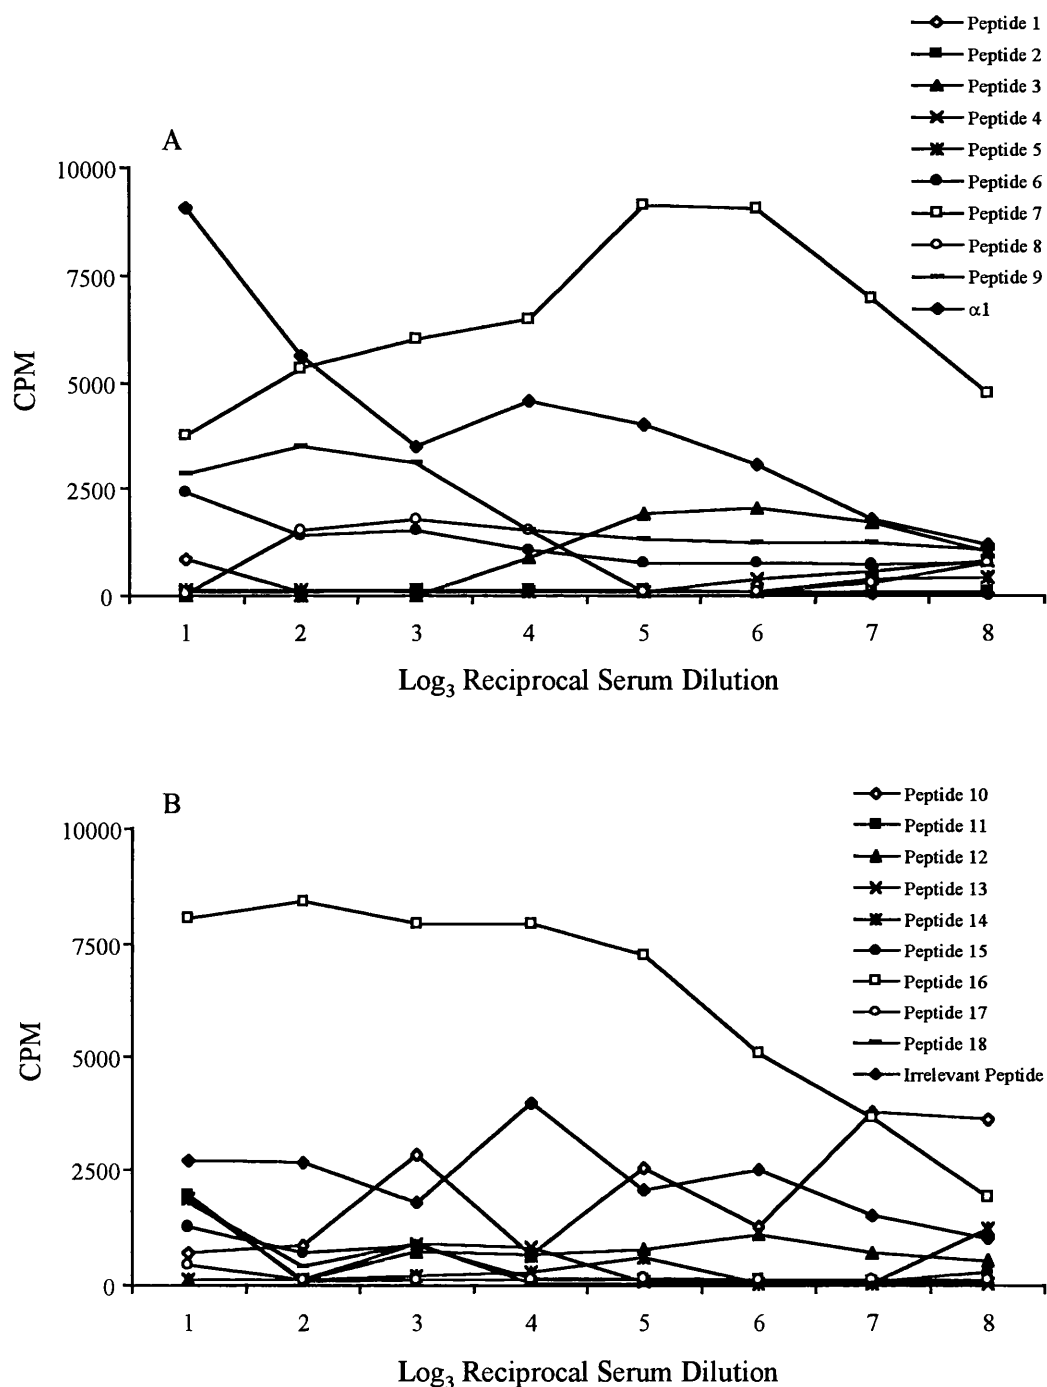 Peptide 1
Peptide 2
Peptide 3
Peptide 4
Peptide 5
Peptide 6
Peptide 7
Peptide 8
Peptide 9
α1
A
10000
7500
5000
2500
0
CPM
1 2 3 4 5 6 7 8
Log₃ Reciprocal Serum Dilution
B
Peptide 10
Peptide 11
Peptide 12
Peptide 13
Peptide 14
Peptide 15
Peptide 16
Peptide 17
Peptide 18
Irrelevant Peptide
10000
7500
5000
2500
0
CPM
1 2 3 4 5 6 7 8
Log₃ Reciprocal Serum Dilution